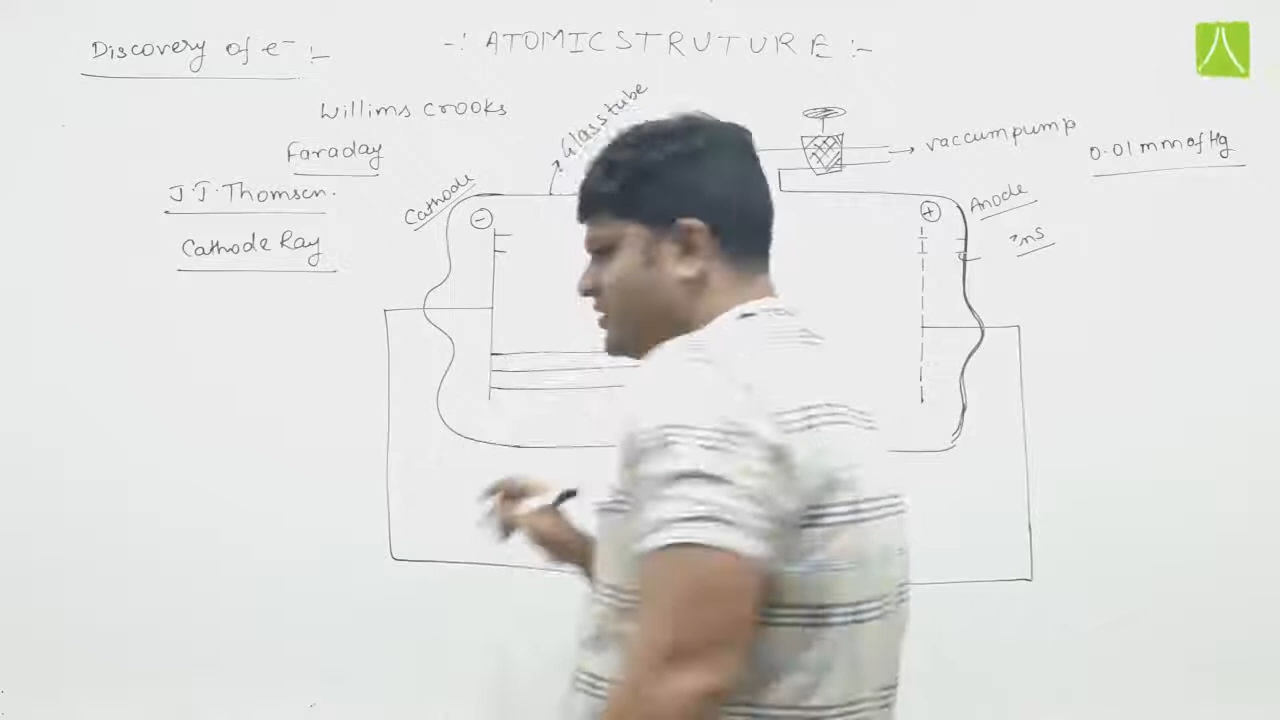 Discovery of e⁻ :-
-: ATOMIC STRUTURE :-
Willims crooks
Faraday
J.J. Thomson.
Cathode Ray
Cathode
Glass tube
vaccum pump
0.01 mm of Hg
Anode
-
+